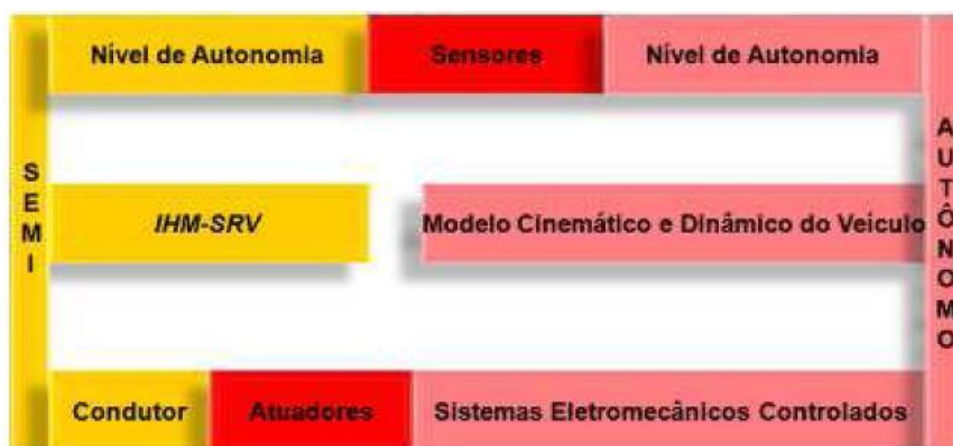 Nível de Autonomia
Sensores
Nível de Autonomia
SEMI
IHM-SRV
Modelo Cinemático e Dinâmico do Veículo
AUTÔNOMO
Condutor
Atuadores
Sistemas Eletromecânicos Controlados